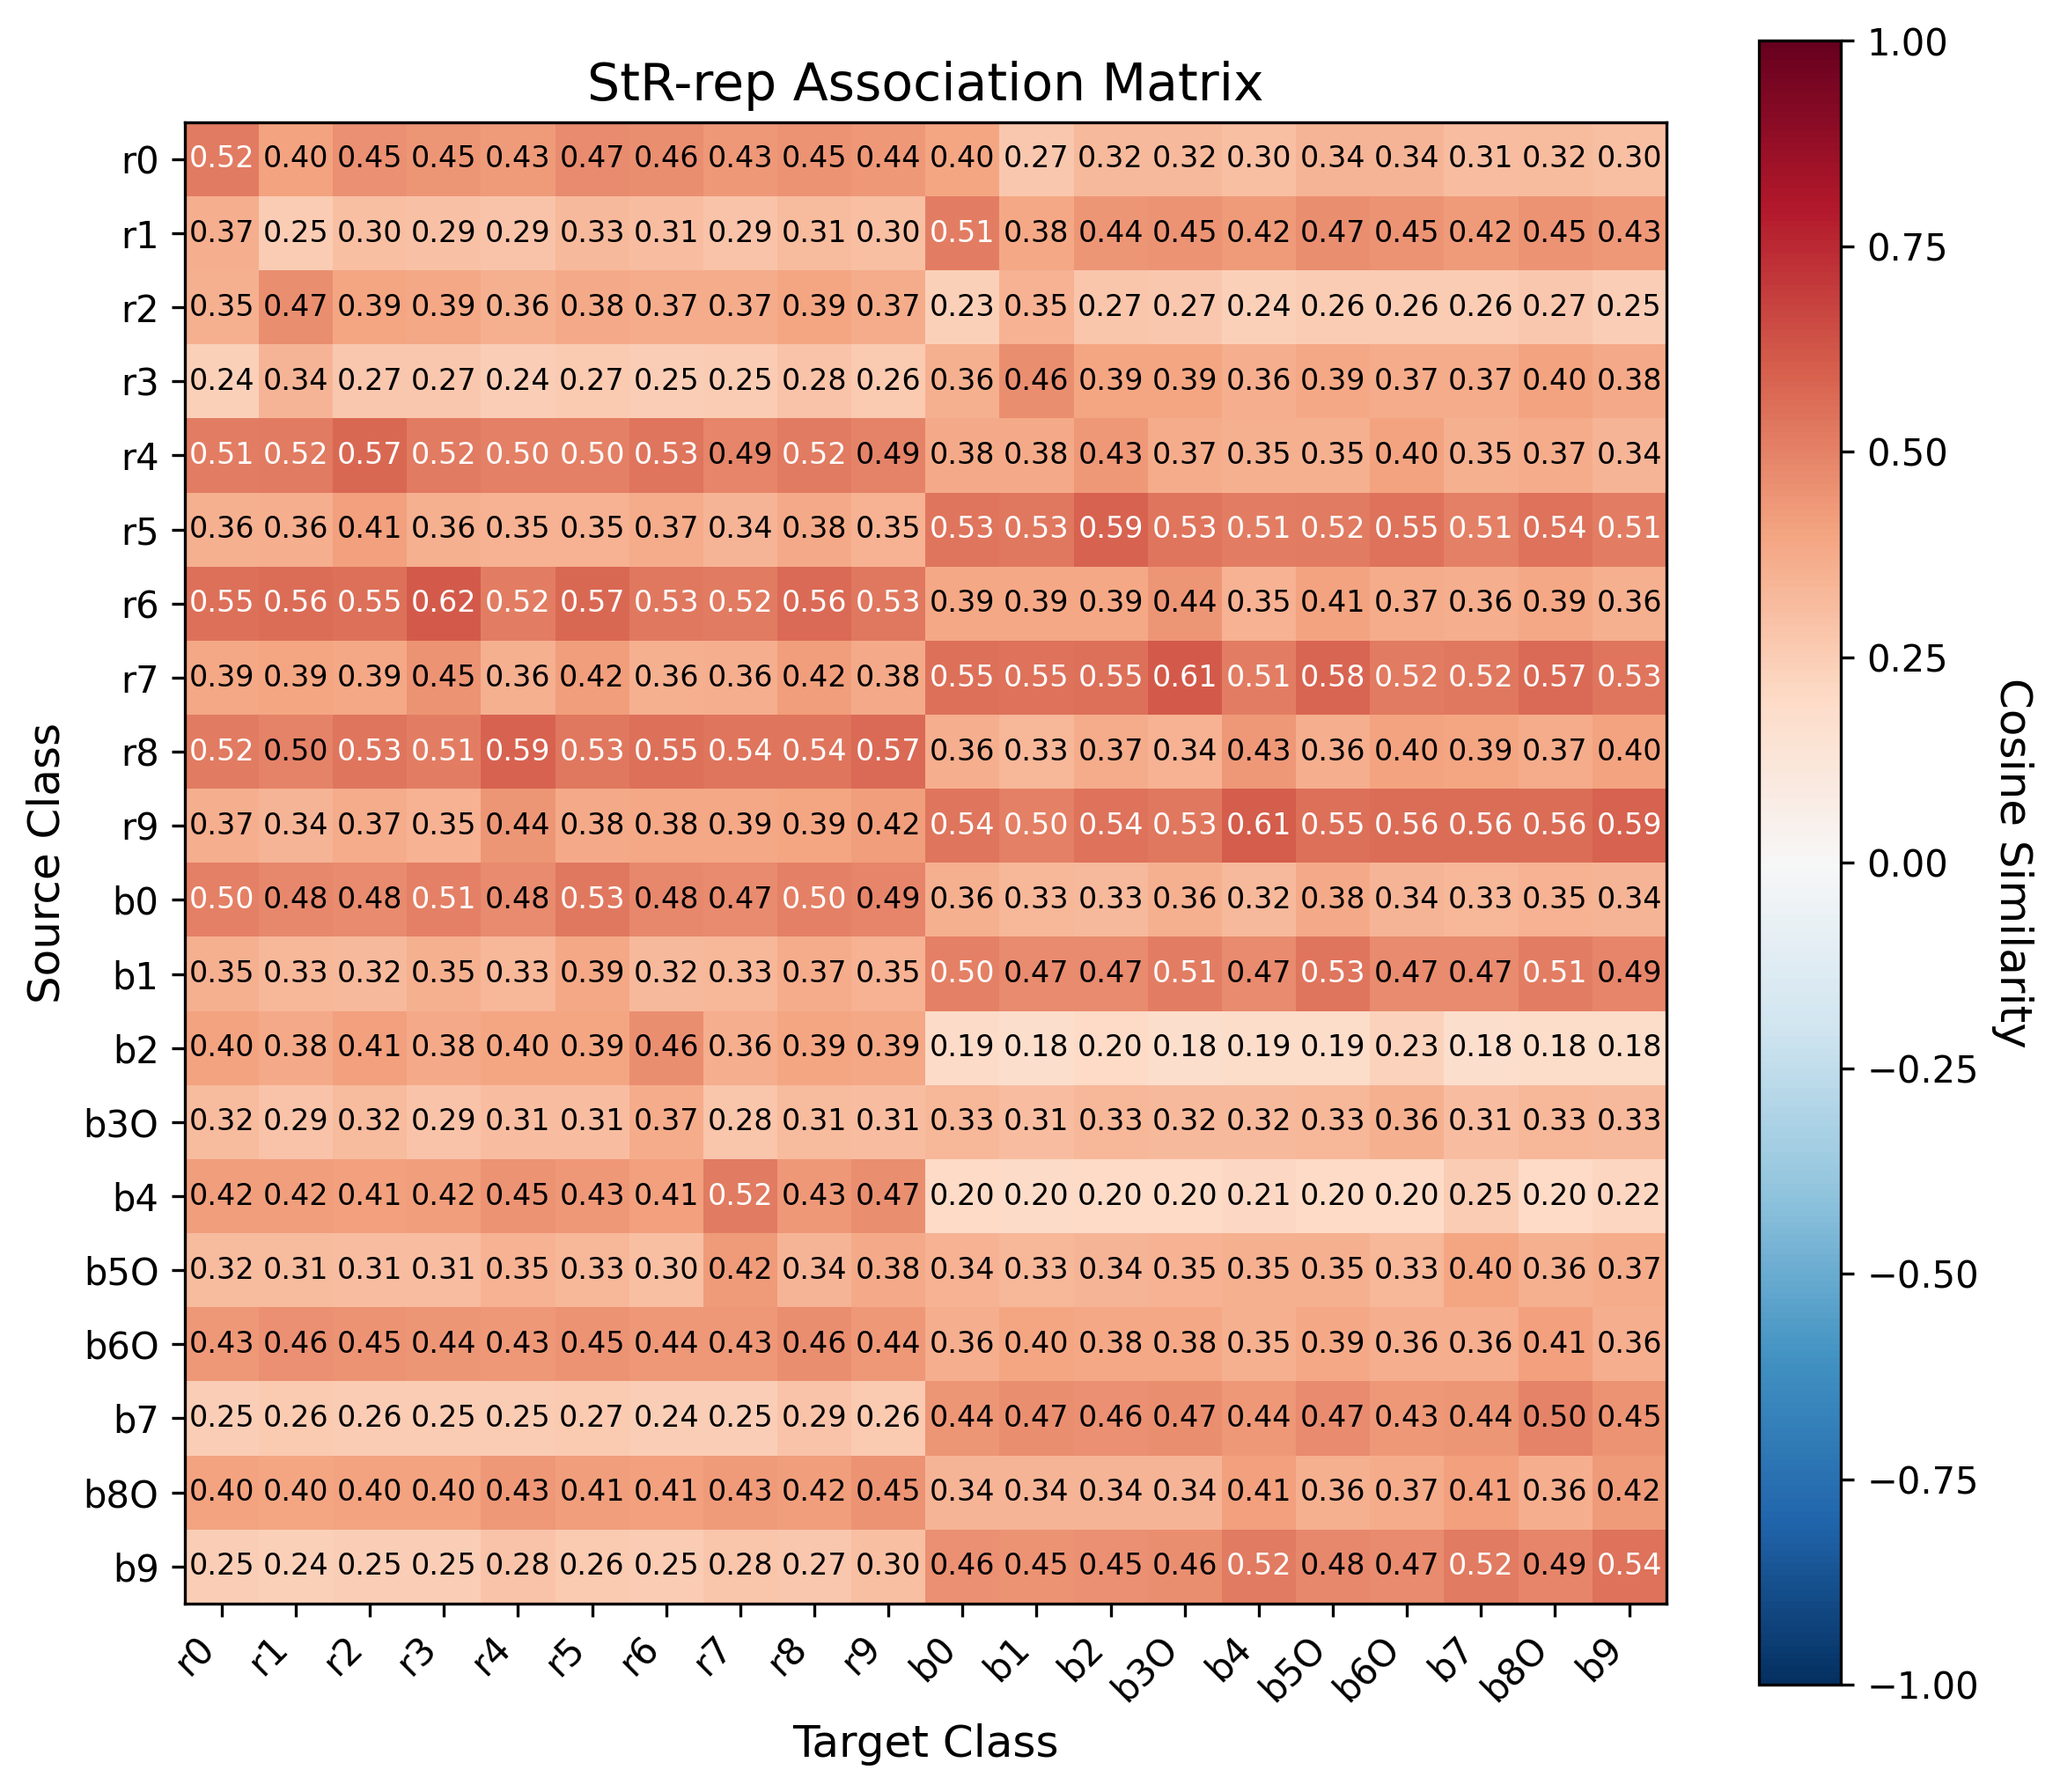 StR-rep Association Matrix
r0 0.52 0.40 0.45 0.45 0.43 0.47 0.46 0.43 0.45 0.44 0.40 0.27 0.32 0.32 0.30 0.34 0.34 0.31 0.32 0.30
r1 0.37 0.25 0.30 0.29 0.29 0.33 0.31 0.29 0.31 0.30 0.51 0.38 0.44 0.45 0.42 0.47 0.45 0.42 0.45 0.43
r2 0.35 0.47 0.39 0.39 0.36 0.38 0.37 0.37 0.39 0.37 0.23 0.35 0.27 0.27 0.24 0.26 0.26 0.26 0.27 0.25
r3 0.24 0.34 0.27 0.27 0.24 0.27 0.25 0.25 0.28 0.26 0.36 0.46 0.39 0.39 0.36 0.39 0.37 0.37 0.40 0.38
r4 0.51 0.52 0.57 0.52 0.50 0.50 0.53 0.49 0.52 0.49 0.38 0.38 0.43 0.37 0.35 0.35 0.40 0.35 0.37 0.34
r5 0.36 0.36 0.41 0.36 0.35 0.35 0.37 0.34 0.38 0.35 0.53 0.53 0.59 0.53 0.51 0.52 0.55 0.51 0.54 0.51
r6 0.55 0.56 0.55 0.62 0.52 0.57 0.53 0.52 0.56 0.53 0.39 0.39 0.39 0.44 0.35 0.41 0.37 0.36 0.39 0.36
r7 0.39 0.39 0.39 0.45 0.36 0.42 0.36 0.36 0.42 0.38 0.55 0.55 0.55 0.61 0.51 0.58 0.52 0.52 0.57 0.53
r8 0.52 0.50 0.53 0.51 0.59 0.53 0.55 0.54 0.54 0.57 0.36 0.33 0.37 0.34 0.43 0.36 0.40 0.39 0.37 0.40
r9 0.37 0.34 0.37 0.35 0.44 0.38 0.38 0.39 0.39 0.42 0.54 0.50 0.54 0.53 0.61 0.55 0.56 0.56 0.56 0.59
b0 0.50 0.48 0.48 0.51 0.48 0.53 0.48 0.47 0.50 0.49 0.36 0.33 0.33 0.36 0.32 0.38 0.34 0.33 0.35 0.34
b1 0.35 0.33 0.32 0.35 0.33 0.39 0.32 0.33 0.37 0.35 0.50 0.47 0.47 0.51 0.47 0.53 0.47 0.47 0.51 0.49
b2 0.40 0.38 0.41 0.38 0.40 0.39 0.46 0.36 0.39 0.39 0.19 0.18 0.20 0.18 0.19 0.19 0.23 0.18 0.18 0.18
b3O 0.32 0.29 0.32 0.29 0.31 0.31 0.37 0.28 0.31 0.31 0.33 0.31 0.33 0.32 0.32 0.33 0.36 0.31 0.33 0.33
b4 0.42 0.42 0.41 0.42 0.45 0.43 0.41 0.52 0.43 0.47 0.20 0.20 0.20 0.20 0.21 0.20 0.20 0.25 0.20 0.22
b5O 0.32 0.31 0.31 0.31 0.35 0.33 0.30 0.42 0.34 0.38 0.34 0.33 0.34 0.35 0.35 0.35 0.33 0.40 0.36 0.37
b6O 0.43 0.46 0.45 0.44 0.43 0.45 0.44 0.43 0.46 0.44 0.36 0.40 0.38 0.38 0.35 0.39 0.36 0.36 0.41 0.36
b7 0.25 0.26 0.26 0.25 0.25 0.27 0.24 0.25 0.29 0.26 0.44 0.47 0.46 0.47 0.44 0.47 0.43 0.44 0.50 0.45
b8O 0.40 0.40 0.40 0.40 0.43 0.41 0.41 0.43 0.42 0.45 0.34 0.34 0.34 0.34 0.41 0.36 0.37 0.41 0.36 0.42
b9 0.25 0.24 0.25 0.25 0.28 0.26 0.25 0.28 0.27 0.30 0.46 0.45 0.45 0.46 0.52 0.48 0.47 0.52 0.49 0.54
r0 r1 r2 r3 r4 r5 r6 r7 r8 r9 b0 b1 b2 b3O b4 b5O b6O b7 b8O b9
Target Class
Source Class
1.00
0.75
0.50
0.25
0.00
−0.25
−0.50
−0.75
−1.00
Cosine Similarity